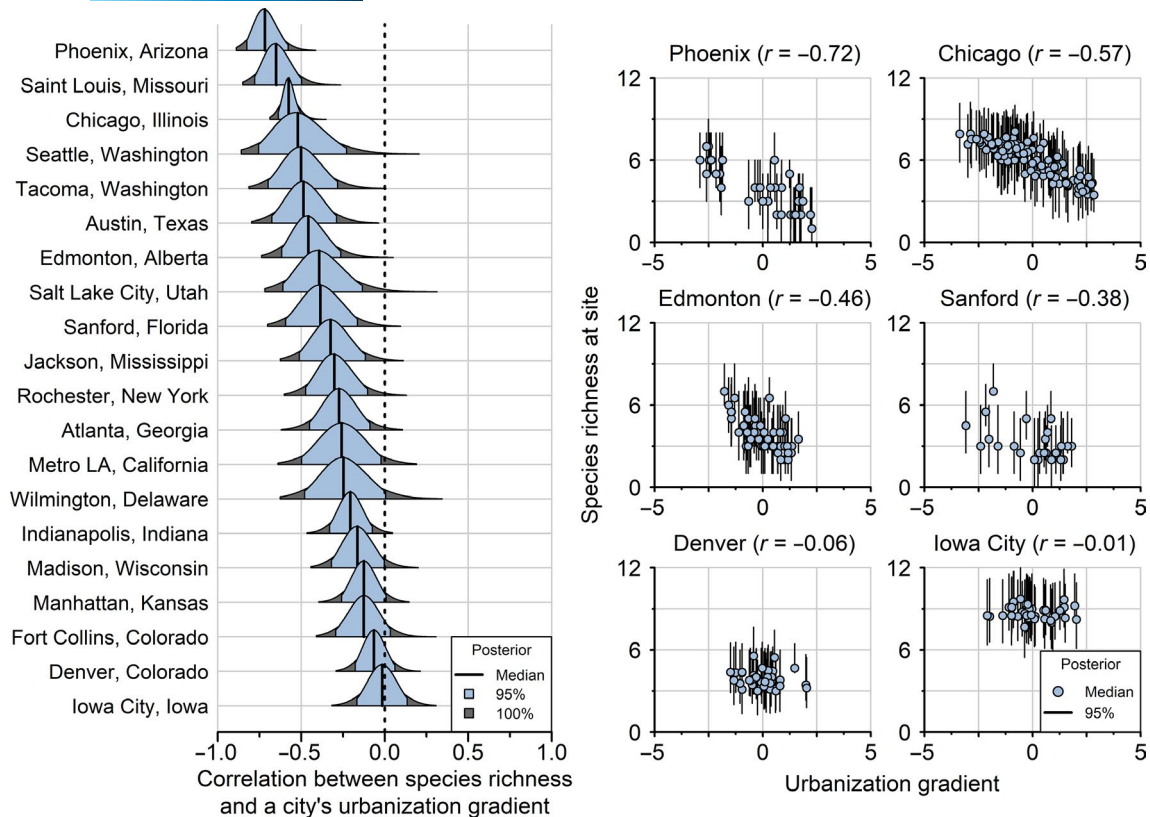 Phoenix, Arizona
Saint Louis, Missouri
Chicago, Illinois
Seattle, Washington
Tacoma, Washington
Austin, Texas
Edmonton, Alberta
Salt Lake City, Utah
Sanford, Florida
Jackson, Mississippi
Rochester, New York
Atlanta, Georgia
Metro LA, California
Wilmington, Delaware
Indianapolis, Indiana
Madison, Wisconsin
Manhattan, Kansas
Fort Collins, Colorado
Denver, Colorado
Iowa City, Iowa
Posterior
Median
95%
100%
−1.0 −0.5 0.0 0.5 1.0
Correlation between species richness
and a city's urbanization gradient
Species richness at site
Phoenix (r = −0.72)
12
6
0
−5 0 5
Chicago (r = −0.57)
12
6
0
−5 0 5
Edmonton (r = −0.46)
12
6
0
−5 0 5
Sanford (r = −0.38)
12
6
0
−5 0 5
Denver (r = −0.06)
12
6
0
−5 0 5
Iowa City (r = −0.01)
12
6
0
−5 0 5
Posterior
Median
95%
Urbanization gradient